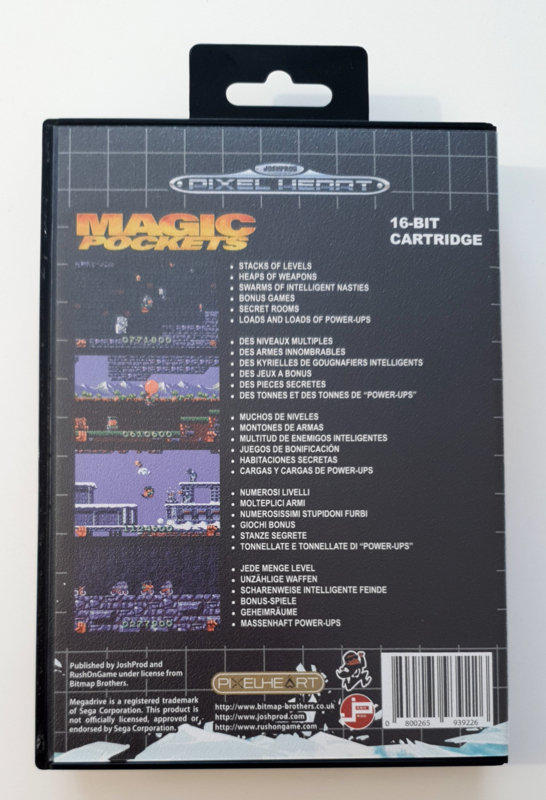 JOSHPROD
PIXEL HEART
MAGIC
POCKETS
16-BIT
CARTRIDGE
• STACKS OF LEVELS
• HEAPS OF WEAPONS
• SWARMS OF INTELLIGENT NASTIES
• BONUS GAMES
• SECRET ROOMS
• LOADS AND LOADS OF POWER-UPS
• DES NIVEAUX MULTIPLES
• DES ARMES INNOMBRABLES
• DES KYRIELLES DE GOUGNAFIERS INTELLIGENTS
• DES JEUX A BONUS
• DES PIECES SECRETES
• DES TONNES ET DES TONNES DE “POWER-UPS”
• MUCHOS DE NIVELES
• MONTONES DE ARMAS
• MULTITUD DE ENEMIGOS INTELIGENTES
• JUEGOS DE BONIFICACIÓN
• HABITACIONES SECRETAS
• CARGAS Y CARGAS DE POWER-UPS
• NUMEROSI LIVELLI
• MOLTEPLICI ARMI
• NUMEROSISSIMI STUPIDONI FURBI
• GIOCHI BONUS
• STANZE SEGRETE
• TONNELLATE E TONNELLATE DI “POWER-UPS”
• JEDE MENGE LEVEL
• UNZÄHLIGE WAFFEN
• SCHARENWEISE INTELLIGENTE FEINDE
• BONUS-SPIELE
• GEHEIMRÄUME
• MASSENHAFT POWER-UPS
0771800
0610600
0077000
Published by JoshProd and
RushOnGame under license from
Bitmap Brothers.
Megadrive is a registered trademark
of Sega Corporation. This product is
not officially licensed, approved or
endorsed by Sega Corporation.
PIXELHEART
http://www.bitmap-brothers.co.uk
http://www.joshprod.com
http://www.rushongame.com
0 800265 939226